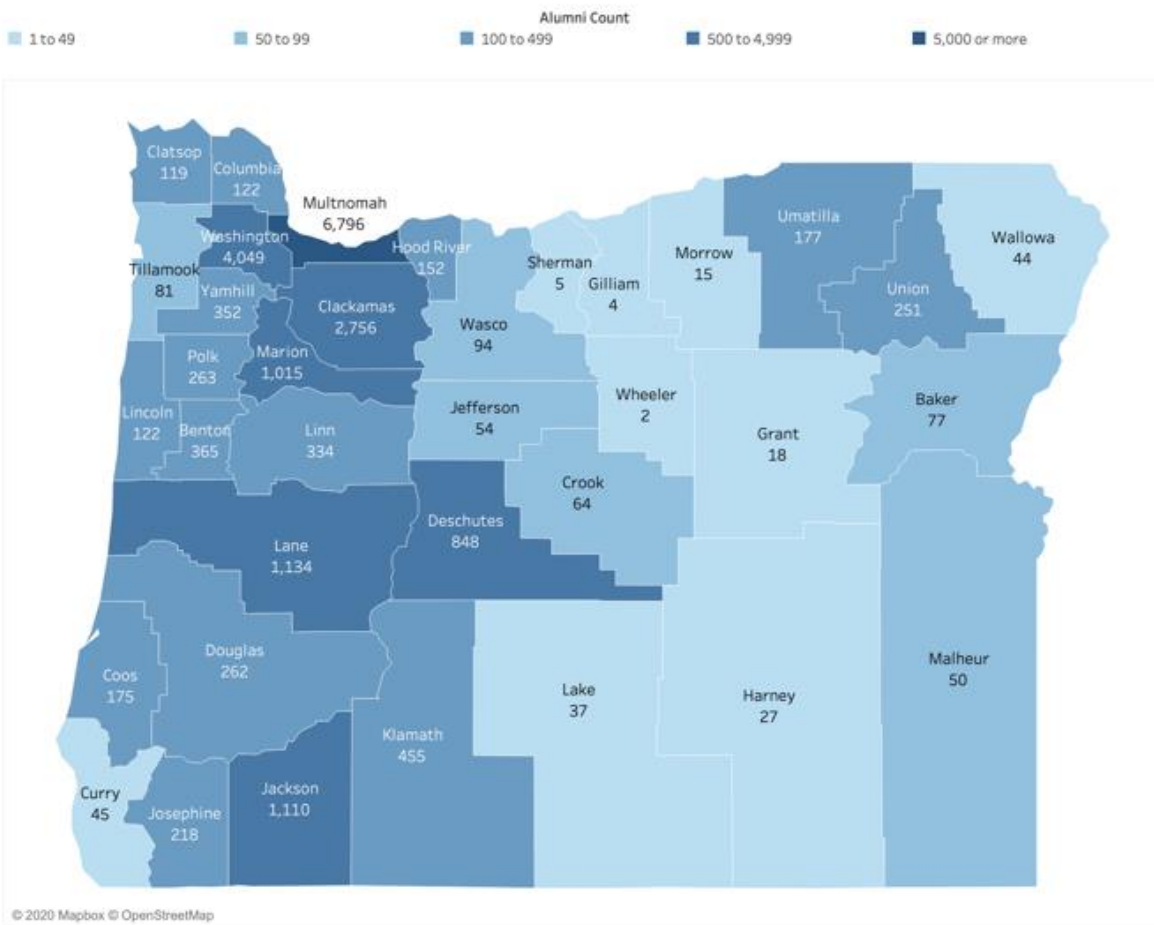 Alumni Count
1 to 49
50 to 99
100 to 499
500 to 4,999
5,000 or more
Clatsop
119
Columbia
122
Multnomah
6,796
Washington
4,049
Hood River
152
Tillamook
81
Yamhill
352
Clackamas
2,756
Sherman
5
Gilliam
4
Morrow
15
Umatilla
177
Union
251
Wallowa
44
Wasco
94
Polk
263
Marion
1,015
Lincoln
122
Benton
365
Linn
334
Jefferson
54
Wheeler
2
Grant
18
Baker
77
Crook
64
Deschutes
848
Lane
1,134
Douglas
262
Coos
175
Curry
45
Josephine
218
Jackson
1,110
Klamath
455
Lake
37
Harney
27
Malheur
50
© 2020 Mapbox © OpenStreetMap